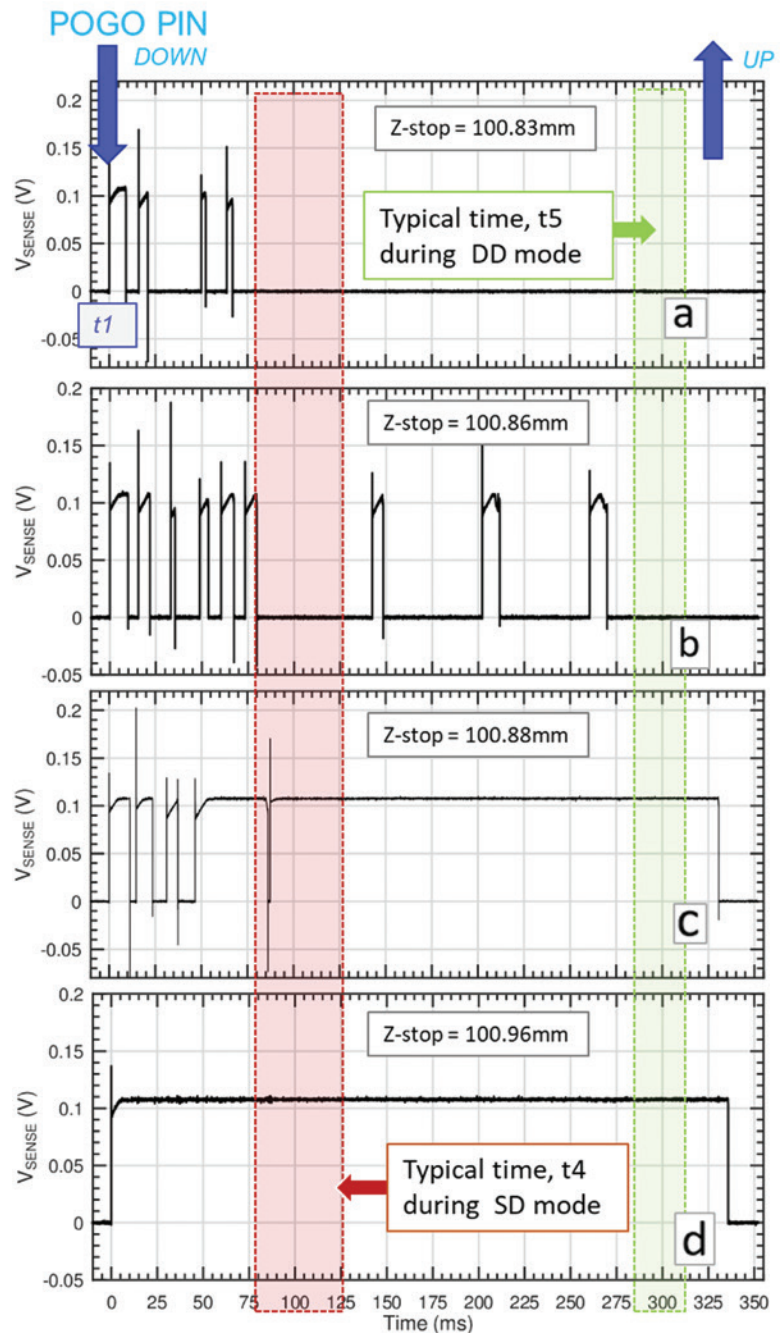 POGO PIN
DOWN
UP
0.2
0.15
0.1
0.05
0
-0.05
V_SENSE (V)
Z-stop = 100.83mm
Typical time, t5
during DD mode
t1
a
0.2
0.15
0.1
0.05
0
-0.05
V_SENSE (V)
Z-stop = 100.86mm
b
0.2
0.15
0.1
0.05
0
-0.05
V_SENSE (V)
Z-stop = 100.88mm
c
0.2
0.15
0.1
0.05
0
-0.05
V_SENSE (V)
Z-stop = 100.96mm
Typical time, t4
during SD mode
d
0 25 50 75 100 125 150 175 200 225 250 275 300 325 350
Time (ms)